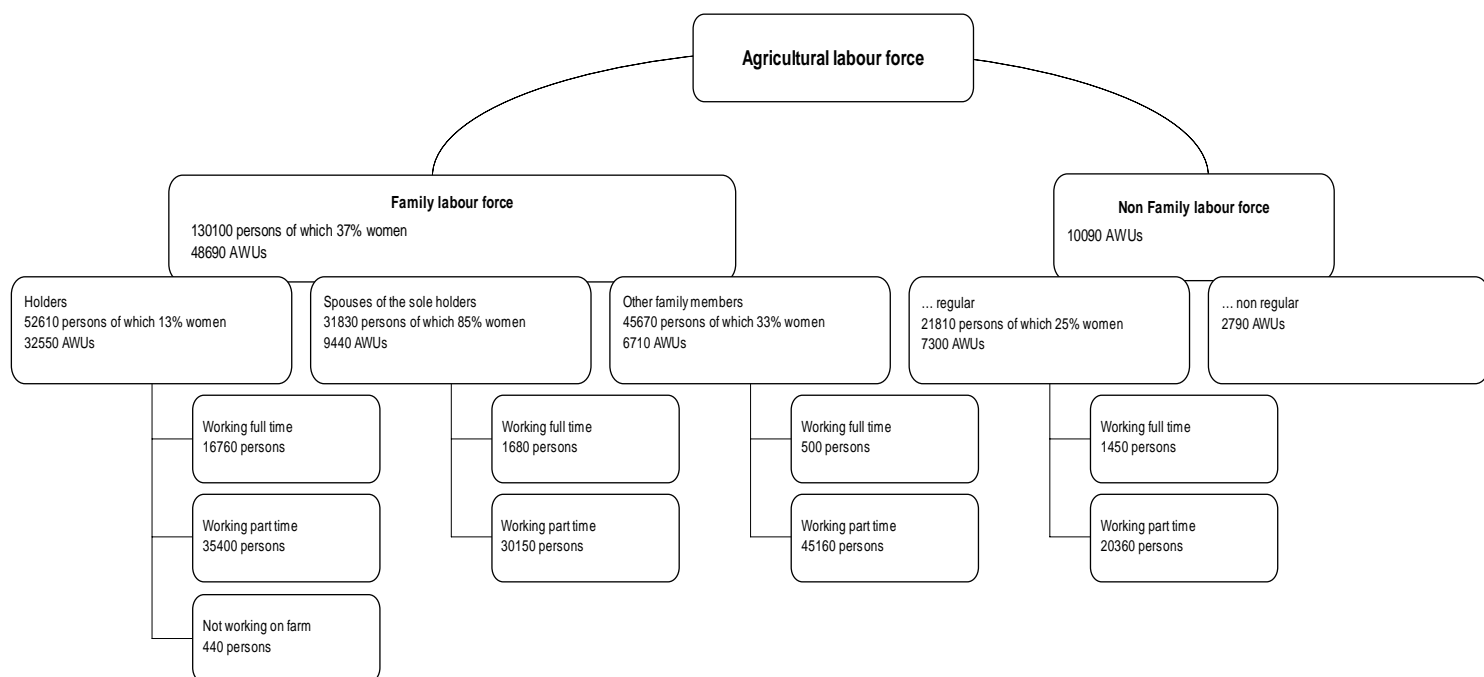 Agricultural labour force
Family labour force
130100 persons of which 37% women
48690 AWUs
Non Family labour force
10090 AWUs
Holders
52610 persons of which 13% women
32550 AWUs
Spouses of the sole holders
31830 persons of which 85% women
9440 AWUs
Other family members
45670 persons of which 33% women
6710 AWUs
... regular
21810 persons of which 25% women
7300 AWUs
... non regular
2790 AWUs
Working full time
16760 persons
Working full time
1680 persons
Working full time
500 persons
Working full time
1450 persons
Working part time
35400 persons
Working part time
30150 persons
Working part time
45160 persons
Working part time
20360 persons
Not working on farm
440 persons